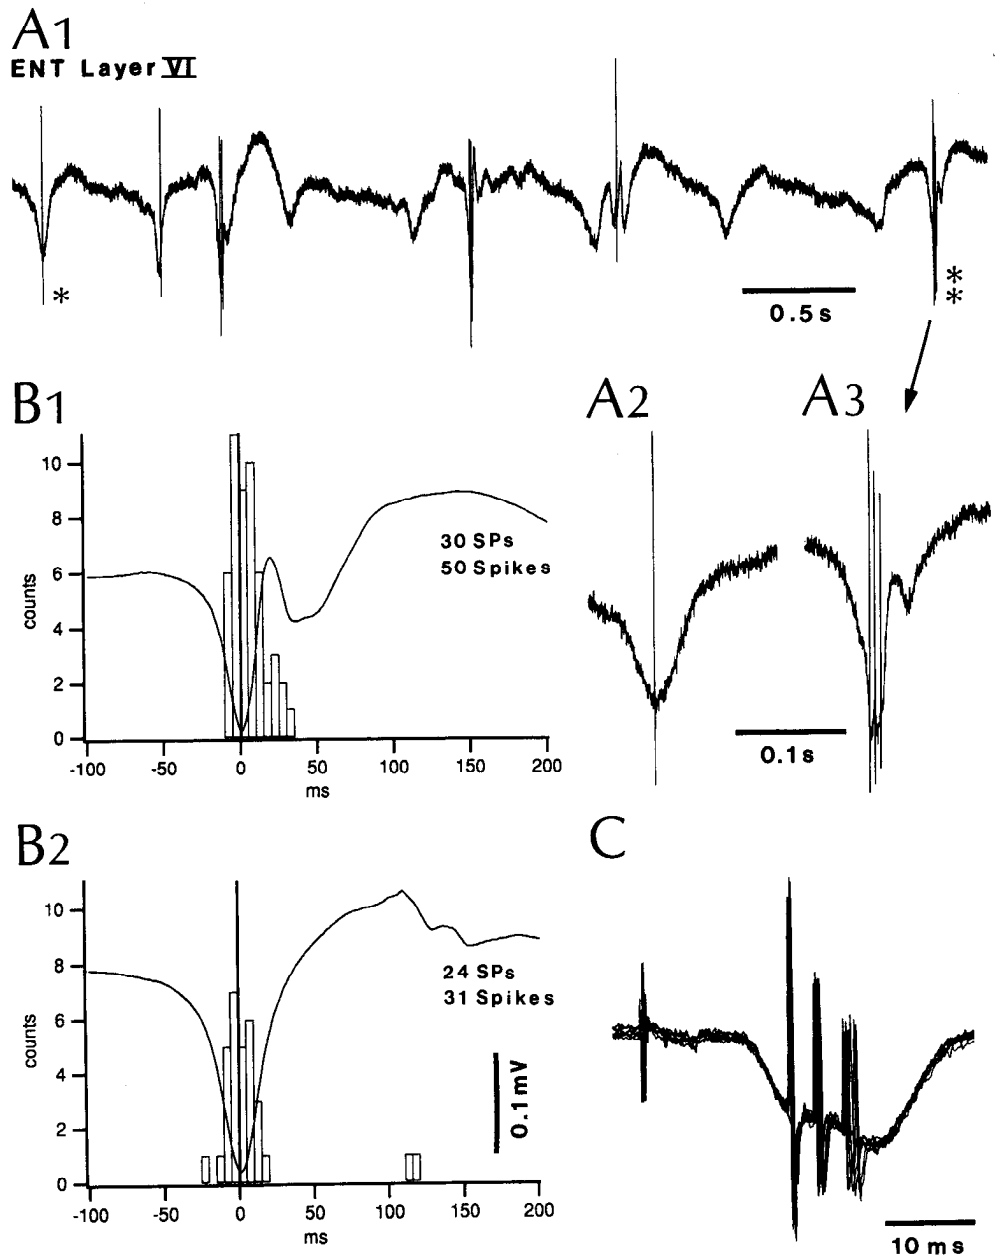 A1
ENT Layer VI
*
*
*
0.5s
B1
A2
A3
10
8
6
4
2
0
counts
30 SPs
50 Spikes
-100 -50 0 50 100 150 200
ms
0.1s
B2
C
10
8
6
4
2
0
counts
24 SPs
31 Spikes
0.1mV
-100 -50 0 50 100 150 200
ms
10 ms